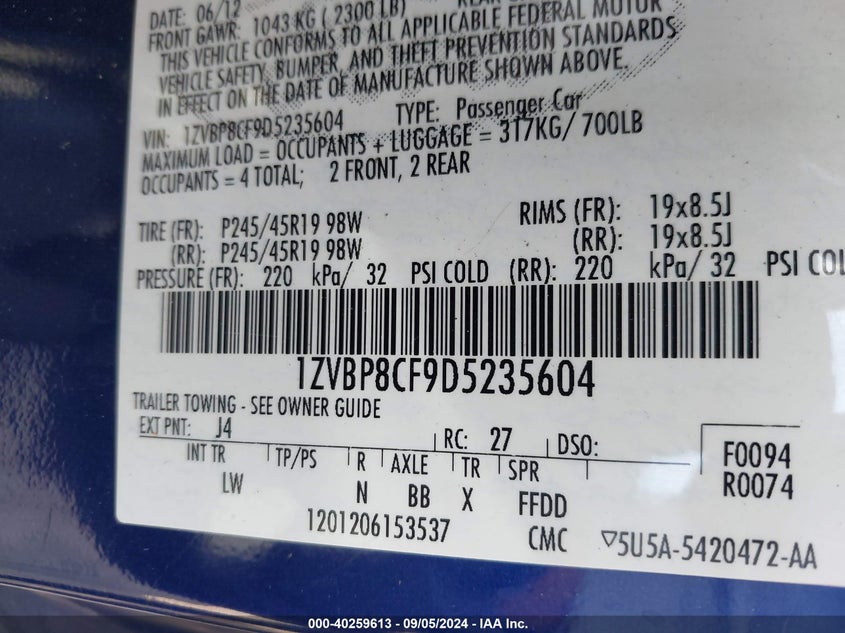 DATE: 06/12
FRONT GAWR: 1043 KG ( 2300 LB)
THIS VEHICLE CONFORMS TO ALL APPLICABLE FEDERAL MOTOR
VEHICLE SAFETY, BUMPER, AND THEFT PREVENTION STANDARDS
IN EFFECT ON THE DATE OF MANUFACTURE SHOWN ABOVE.
VIN: 1ZVBP8CF9D5235604 TYPE: Passenger Car
MAXIMUM LOAD = OCCUPANTS + LUGGAGE = 317KG/ 700LB
OCCUPANTS = 4 TOTAL; 2 FRONT, 2 REAR
TIRE (FR): P245/45R19 98W RIMS (FR): 19x8.5J
(RR): P245/45R19 98W (RR): 19x8.5J
PRESSURE (FR): 220 kPa/ 32 PSI COLD (RR): 220 kPa/ 32 PSI COL
1ZVBP8CF9D5235604
TRAILER TOWING - SEE OWNER GUIDE
EXT PNT: J4 RC: 27 DSO: F0094
INT TR TP/PS R AXLE TR SPR R0074
LW N BB X FFDD
1201206153537 CMC ▽5U5A-5420472-AA
000-40259613 - 09/05/2024 - IAA Inc.